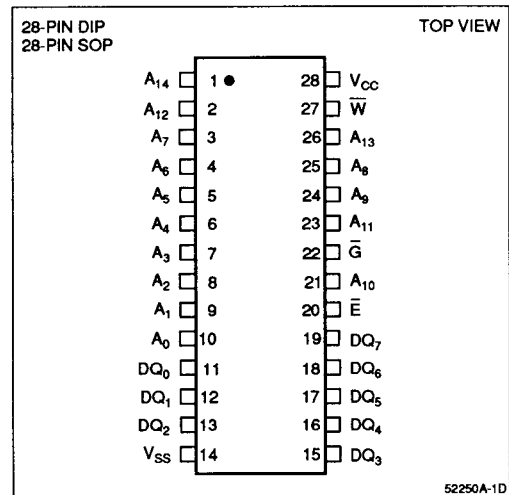 28-PIN DIP
28-PIN SOP
TOP VIEW
A14 1 28 VCC
A12 2 27 W̅
A7 3 26 A13
A6 4 25 A8
A5 5 24 A9
A4 6 23 A11
A3 7 22 G̅
A2 8 21 A10
A1 9 20 E̅
A0 10 19 DQ7
DQ0 11 18 DQ6
DQ1 12 17 DQ5
DQ2 13 16 DQ4
VSS 14 15 DQ3
52250A-1D